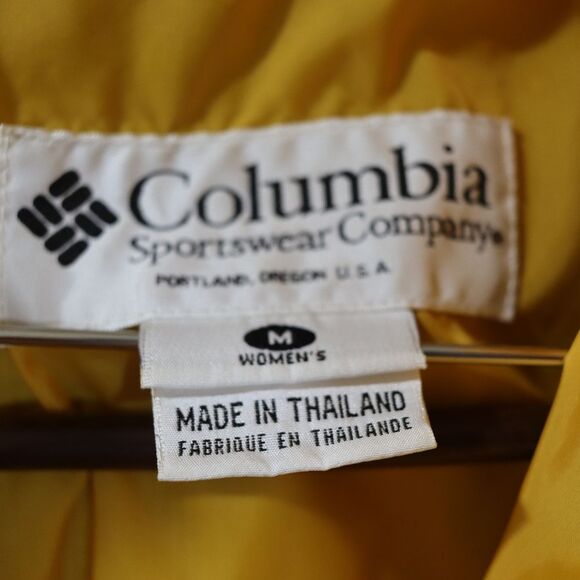 Columbia
Sportswear Company®
PORTLAND, OREGON U.S.A.
M
WOMEN'S
MADE IN THAILAND
FABRIQUE EN THAILANDE